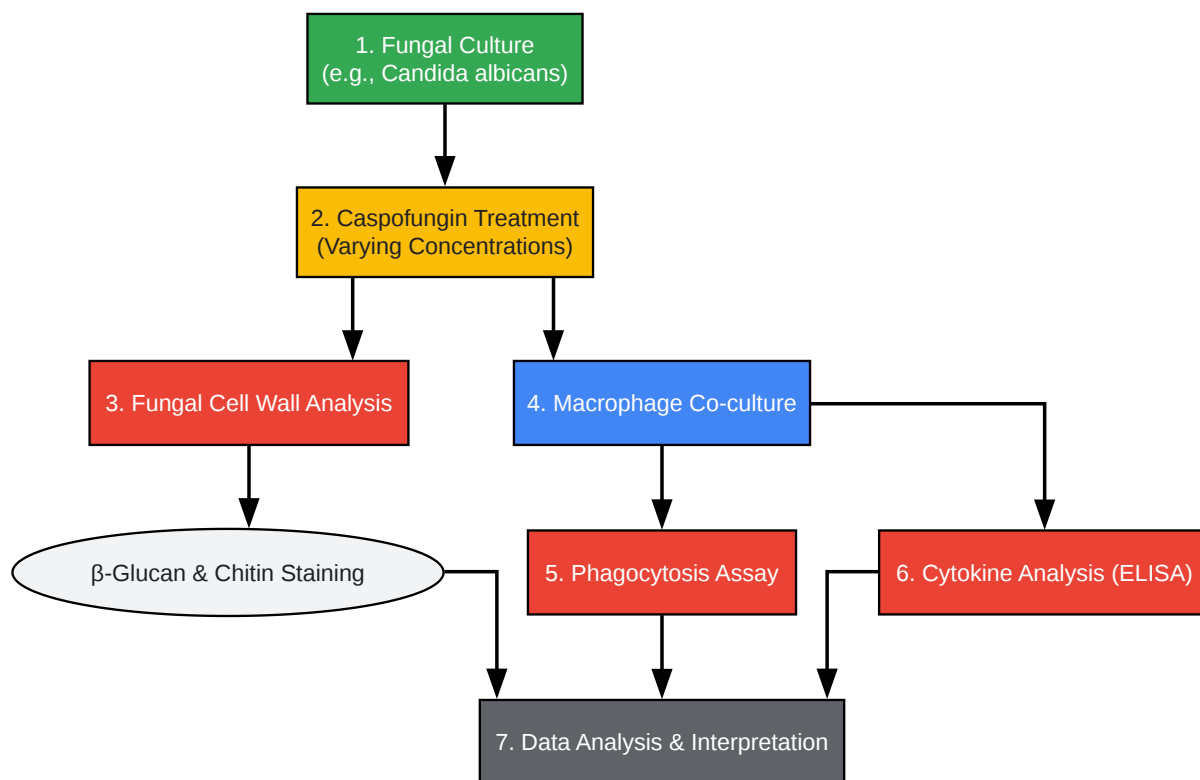 1. Fungal Culture
(e.g., Candida albicans)
2. Caspofungin Treatment
(Varying Concentrations)
3. Fungal Cell Wall Analysis
4. Macrophage Co-culture
β-Glucan & Chitin Staining
5. Phagocytosis Assay
6. Cytokine Analysis (ELISA)
7. Data Analysis & Interpretation